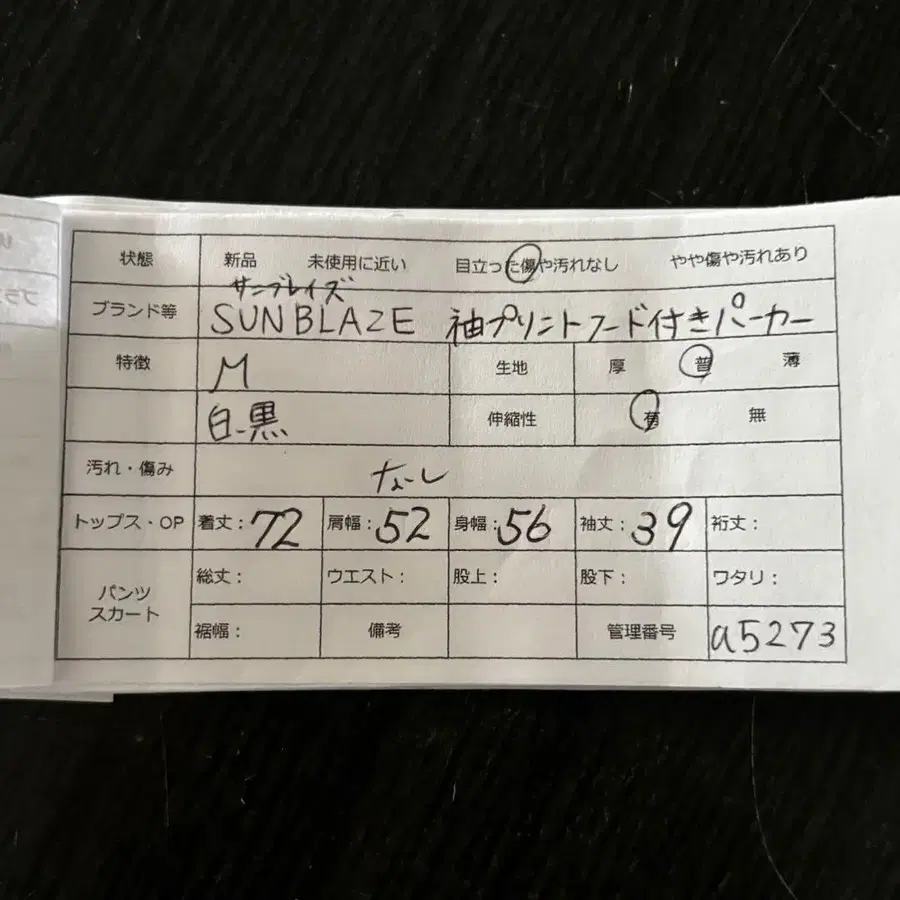 状態 新品 未使用に近い 目立った傷や汚れなし やや傷や汚れあり
サンブレイズ
ブランド等 SUNBLAZE 袖プリントフード付きパーカー
特徴 M 生地 厚 普 薄
白-黒 伸縮性 有 無
汚れ・傷み なし
トップス・OP 着丈:72 肩幅:52 身幅:56 袖丈:39 裄丈:
パンツ スカート 総丈: ウエスト: 股上: 股下: ワタリ:
裾幅: 備考 管理番号 a5273